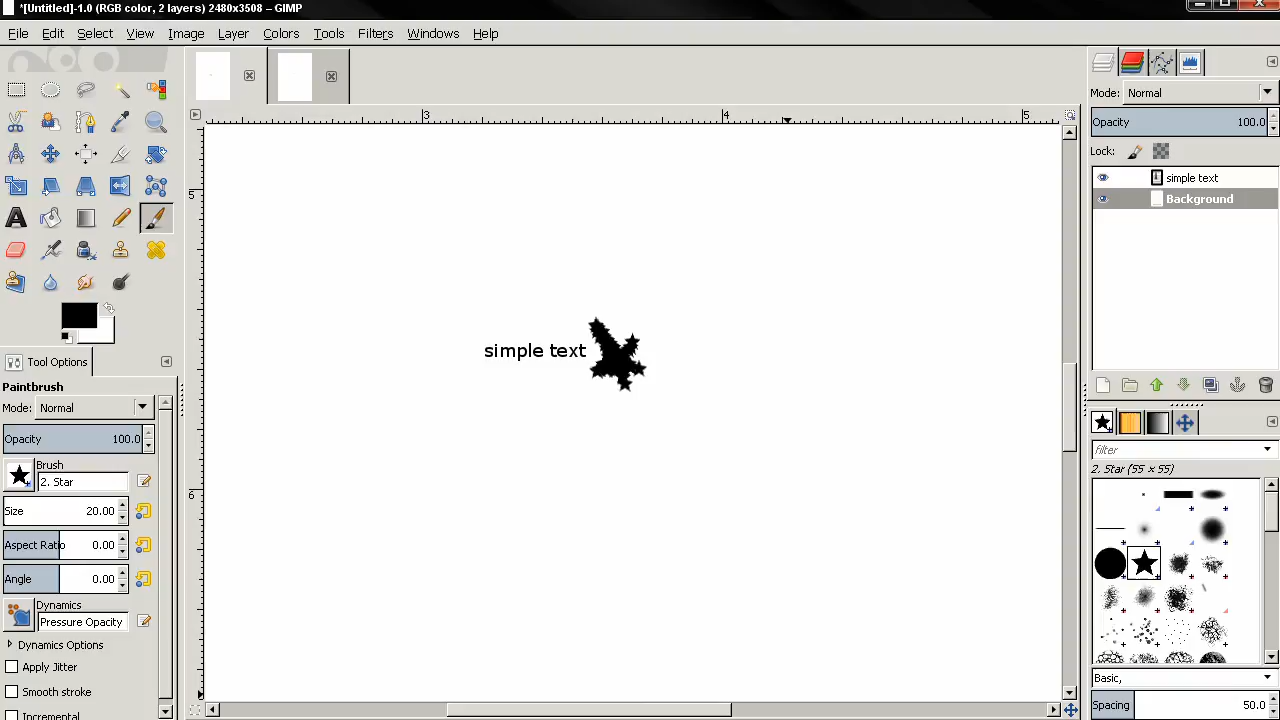 *[Untitled]-1.0 (RGB color, 2 layers) 2480x3508 – GIMP
File Edit Select View Image Layer Colors Tools Filters Windows Help
Mode: Normal
Opacity 100.0
Lock:
simple text
Background
3 4 5
5
6
simple text
Tool Options
Paintbrush
Mode: Normal
Opacity 100.0
Brush
2. Star
Size 20.00
Aspect Ratio 0.00
Angle 0.00
Dynamics
Pressure Opacity
Dynamics Options
Apply Jitter
Smooth stroke
Incremental
filter
2. Star (55 × 55)
Basic,
Spacing 50.0